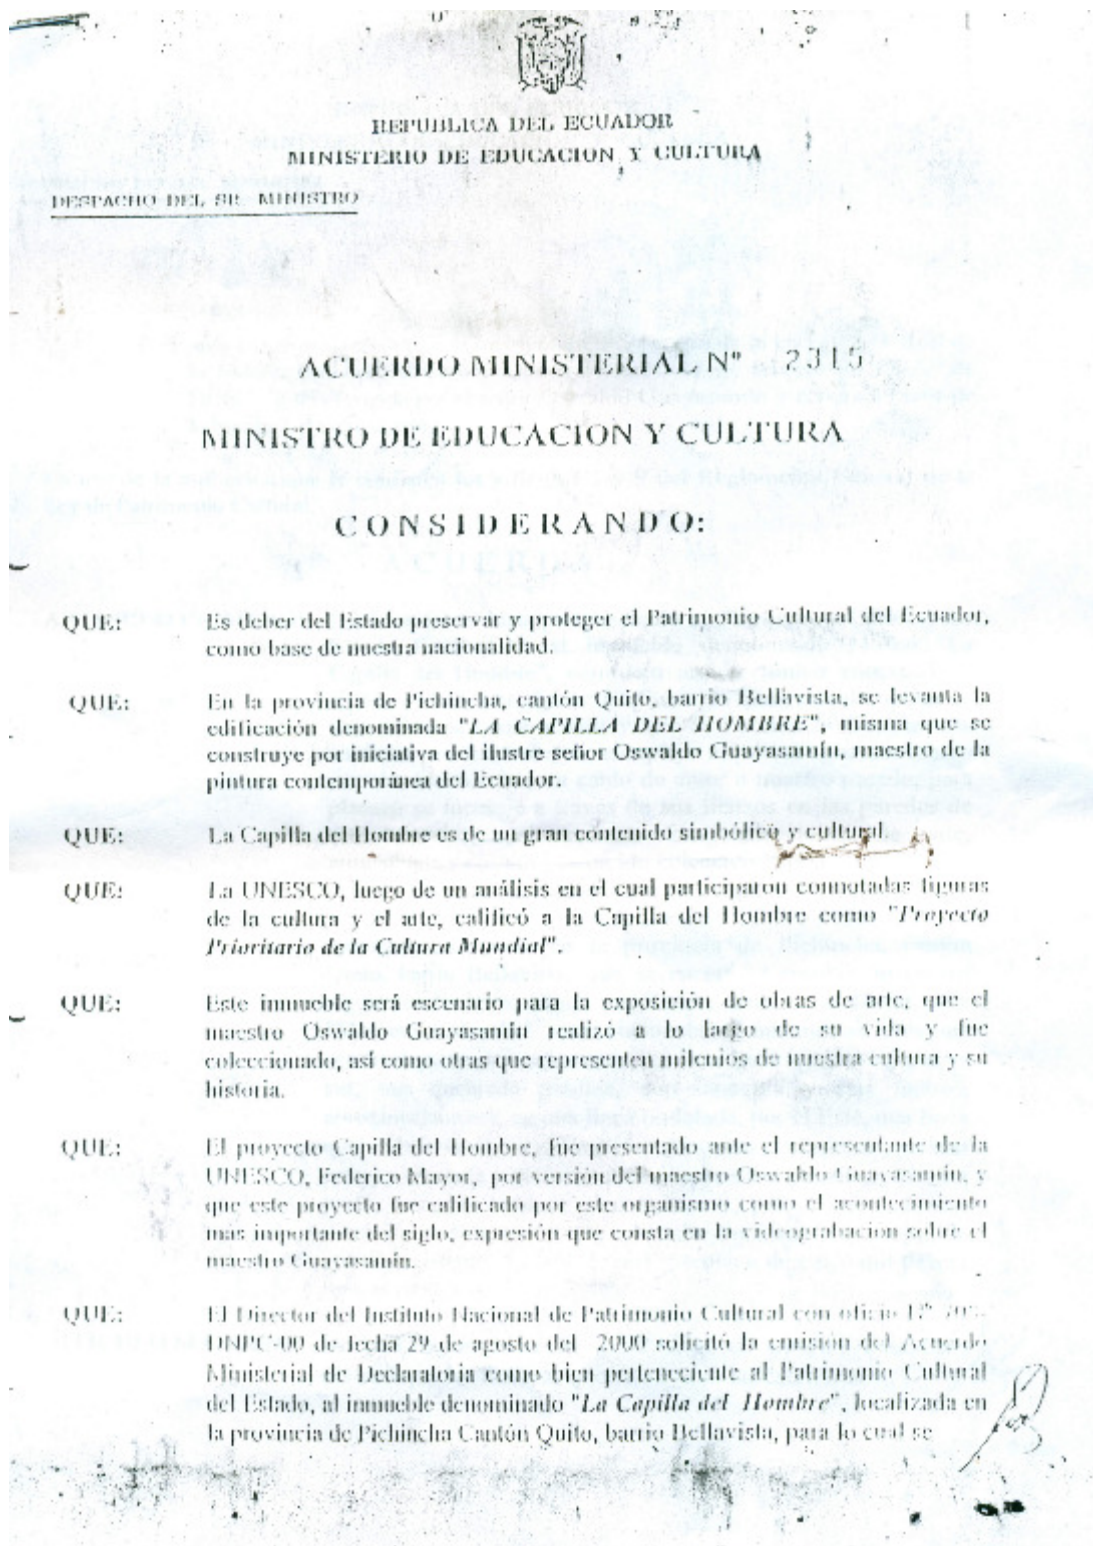 REPUBLICA DEL ECUADOR
MINISTERIO DE EDUCACION Y CULTURA
DESPACHO DEL SR. MINISTRO
ACUERDO MINISTERIAL N° 2315
MINISTRO DE EDUCACION Y CULTURA
CONSIDERANDO:
QUE: Es deber del Estado preservar y proteger el Patrimonio Cultural del Ecuador,
como base de nuestra nacionalidad.
QUE: En la provincia de Pichincha, cantón Quito, barrio Bellavista, se levanta la
edificación denominada "LA CAPILLA DEL HOMBRE", misma que se
construye por iniciativa del ilustre señor Oswaldo Guayasamín, maestro de la
pintura contemporánea del Ecuador.
QUE: La Capilla del Hombre es de un gran contenido simbólico y cultural.
QUE: La UNESCO, luego de un análisis en el cual participaron connotadas figuras
de la cultura y el arte, calificó a la Capilla del Hombre como "Proyecto
Prioritario de la Cultura Mundial".
QUE: Este inmueble será escenario para la exposición de obras de arte, que el
maestro Oswaldo Guayasamín realizó a lo largo de su vida y fue
coleccionado, así como otras que representen milenios de nuestra cultura y su
historia.
QUE: El proyecto Capilla del Hombre, fue presentado ante el representante de la
UNESCO, Federico Mayor, por versión del maestro Oswaldo Guayasamín, y
que este proyecto fue calificado por este organismo como el acontecimiento
más importante del siglo, expresión que consta en la videograbación sobre el
maestro Guayasamín.
QUE: El Director del Instituto Nacional de Patrimonio Cultural con oficio N°
DNPC-00 de fecha 29 de agosto del 2000 solicitó la emisión del Acuerdo
Ministerial de Declaratoria como bien perteneciente al Patrimonio Cultural
del Estado, al inmueble denominado "La Capilla del Hombre", localizada en
la provincia de Pichincha Cantón Quito, barrio Bellavista, para lo cual se